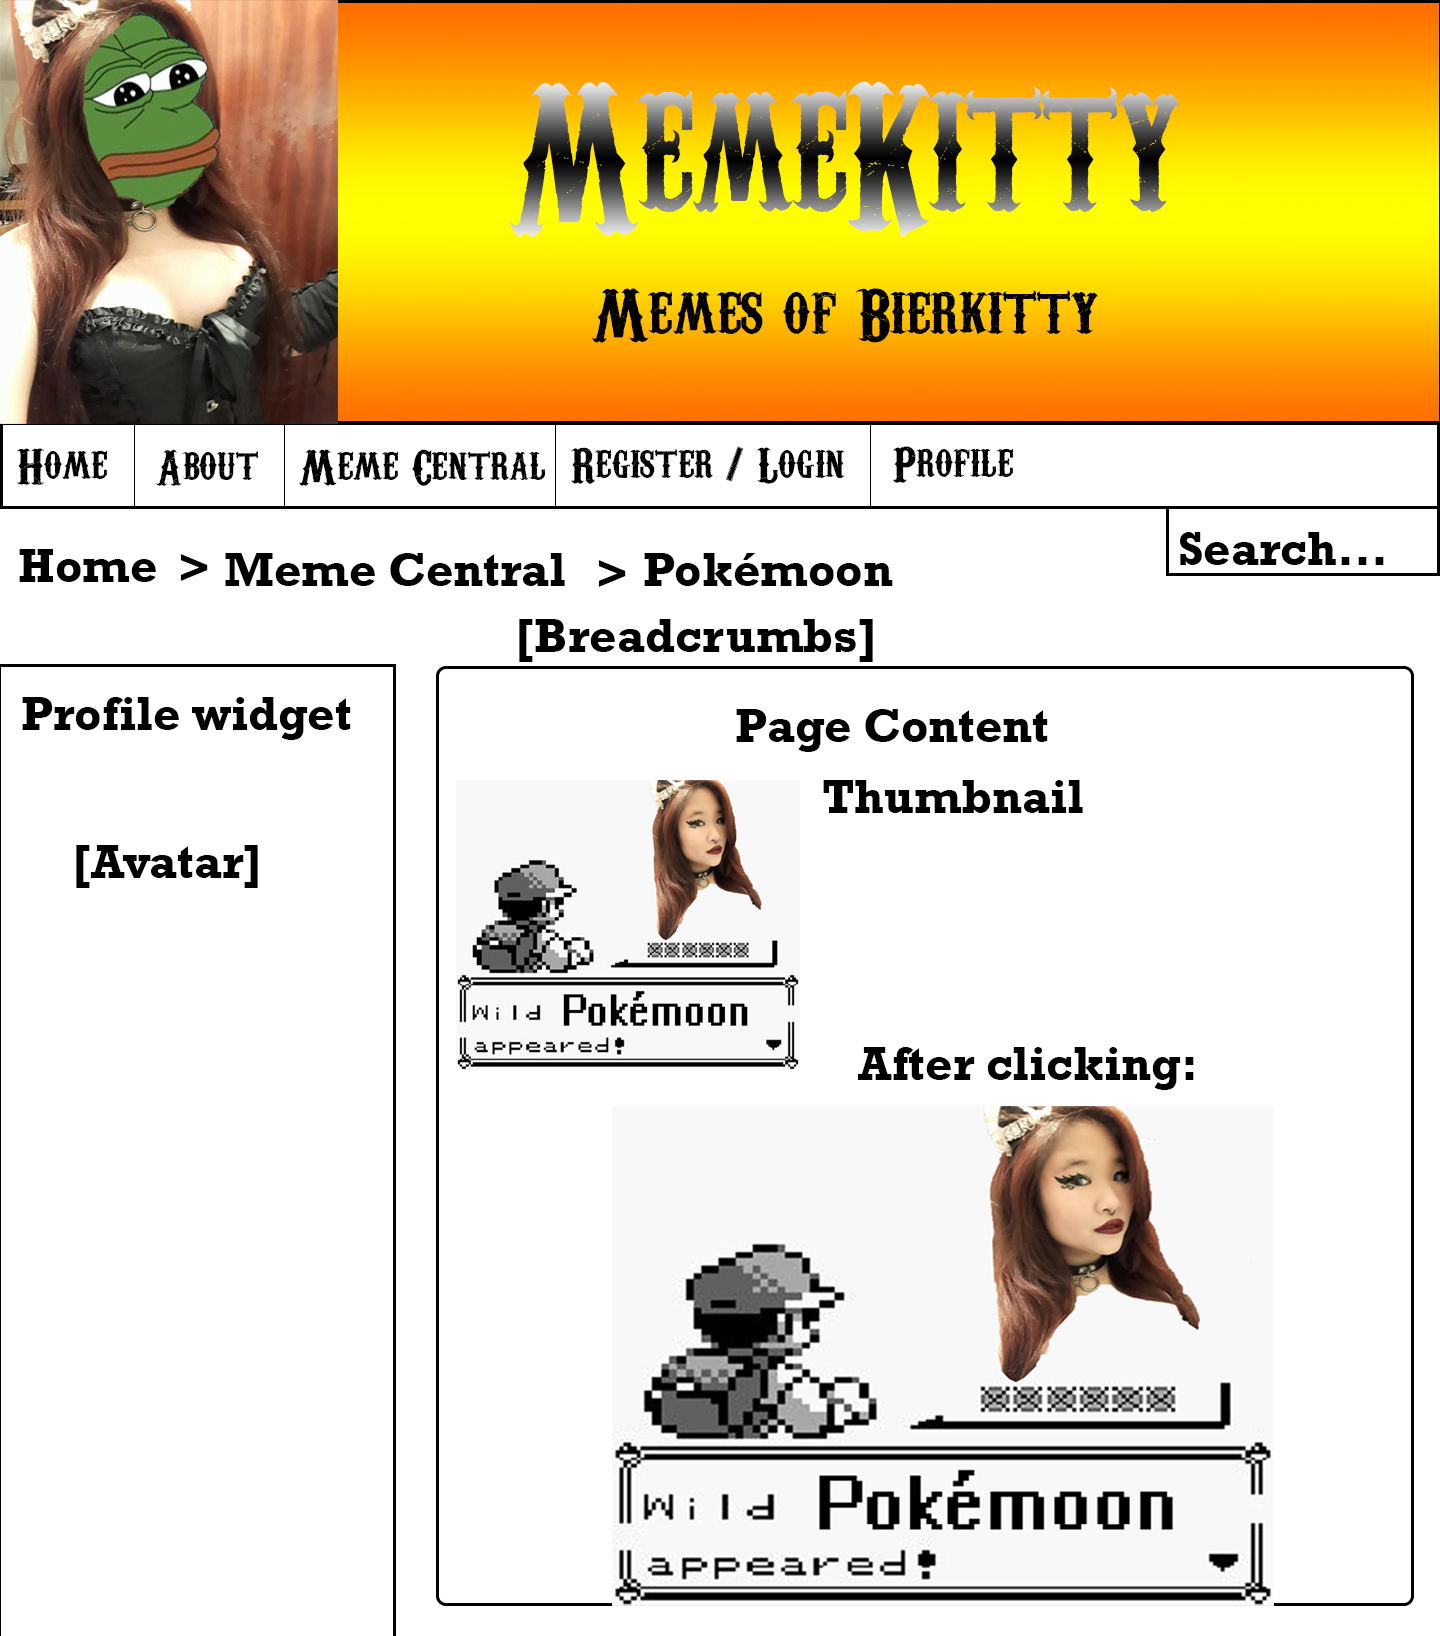 MemeKitty
Memes of Bierkitty
Home About Meme Central Register / Login Profile
Search...
Home > Meme Central > Pokémoon
[Breadcrumbs]
Profile widget
[Avatar]
Page Content
Thumbnail
Wild Pokémoon
appeared!
After clicking:
Wild Pokémoon
appeared!